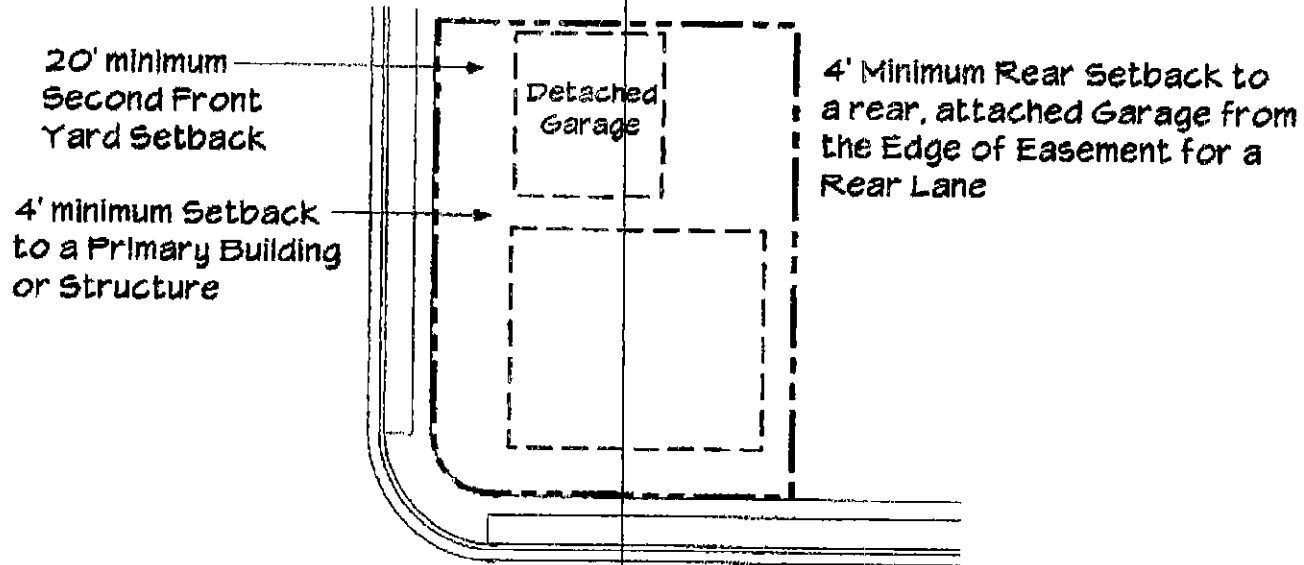 20' minimum
Second Front
Yard Setback
4' minimum Setback
to a Primary Building
or Structure
Detached
Garage
4' Minimum Rear Setback to
a rear, attached Garage from
the Edge of Easement for a
Rear Lane